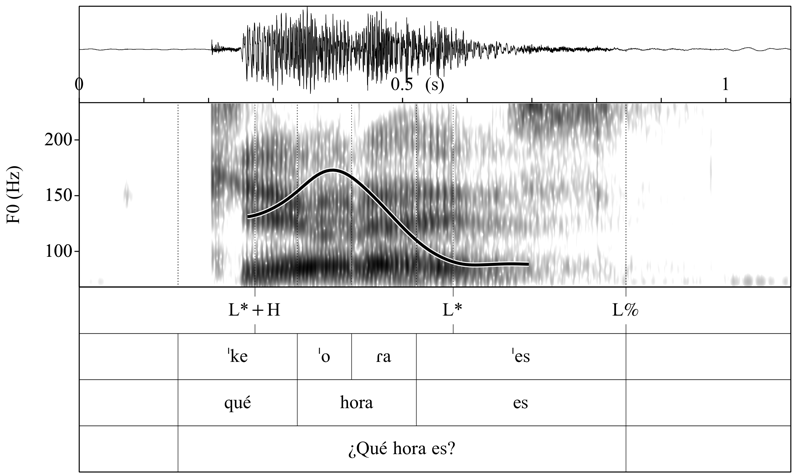 0 0.5 (s) 1
200
150
100
F0 (Hz)
L*+H L* L%
ˈke ˈo ɾa ˈes
qué hora es
¿Qué hora es?